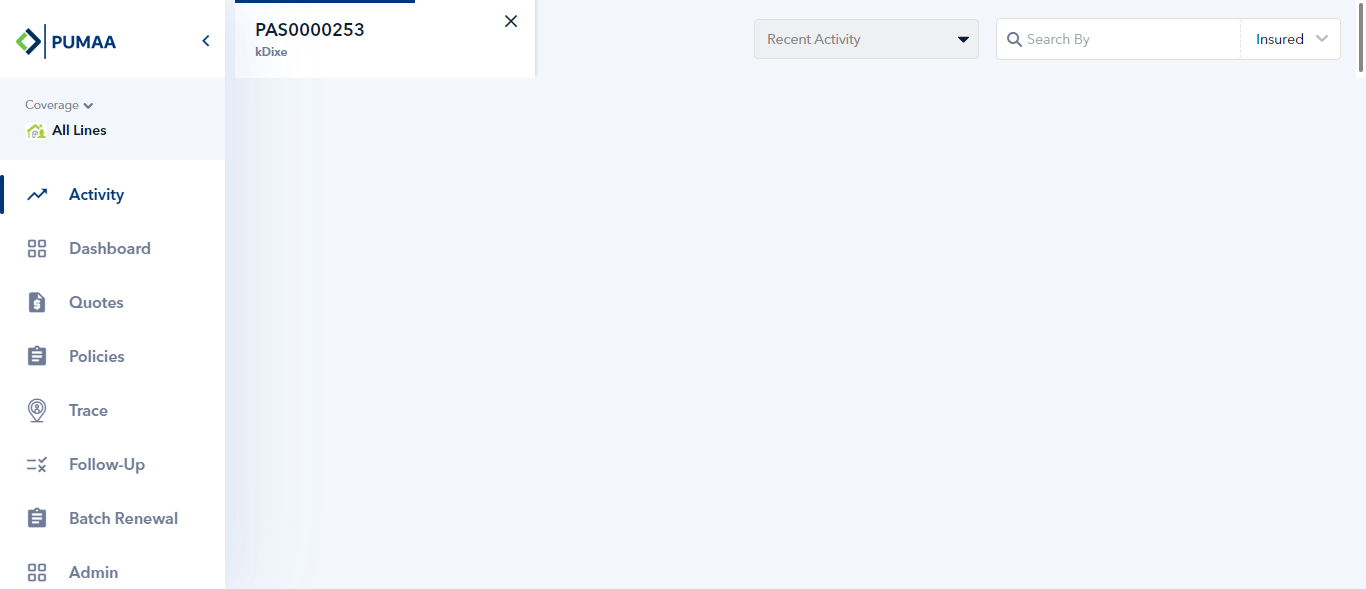 PUMAA
PAS0000253
kDixe
Recent Activity
Search By
Insured
Coverage
All Lines
Activity
Dashboard
Quotes
Policies
Trace
Follow-Up
Batch Renewal
Admin